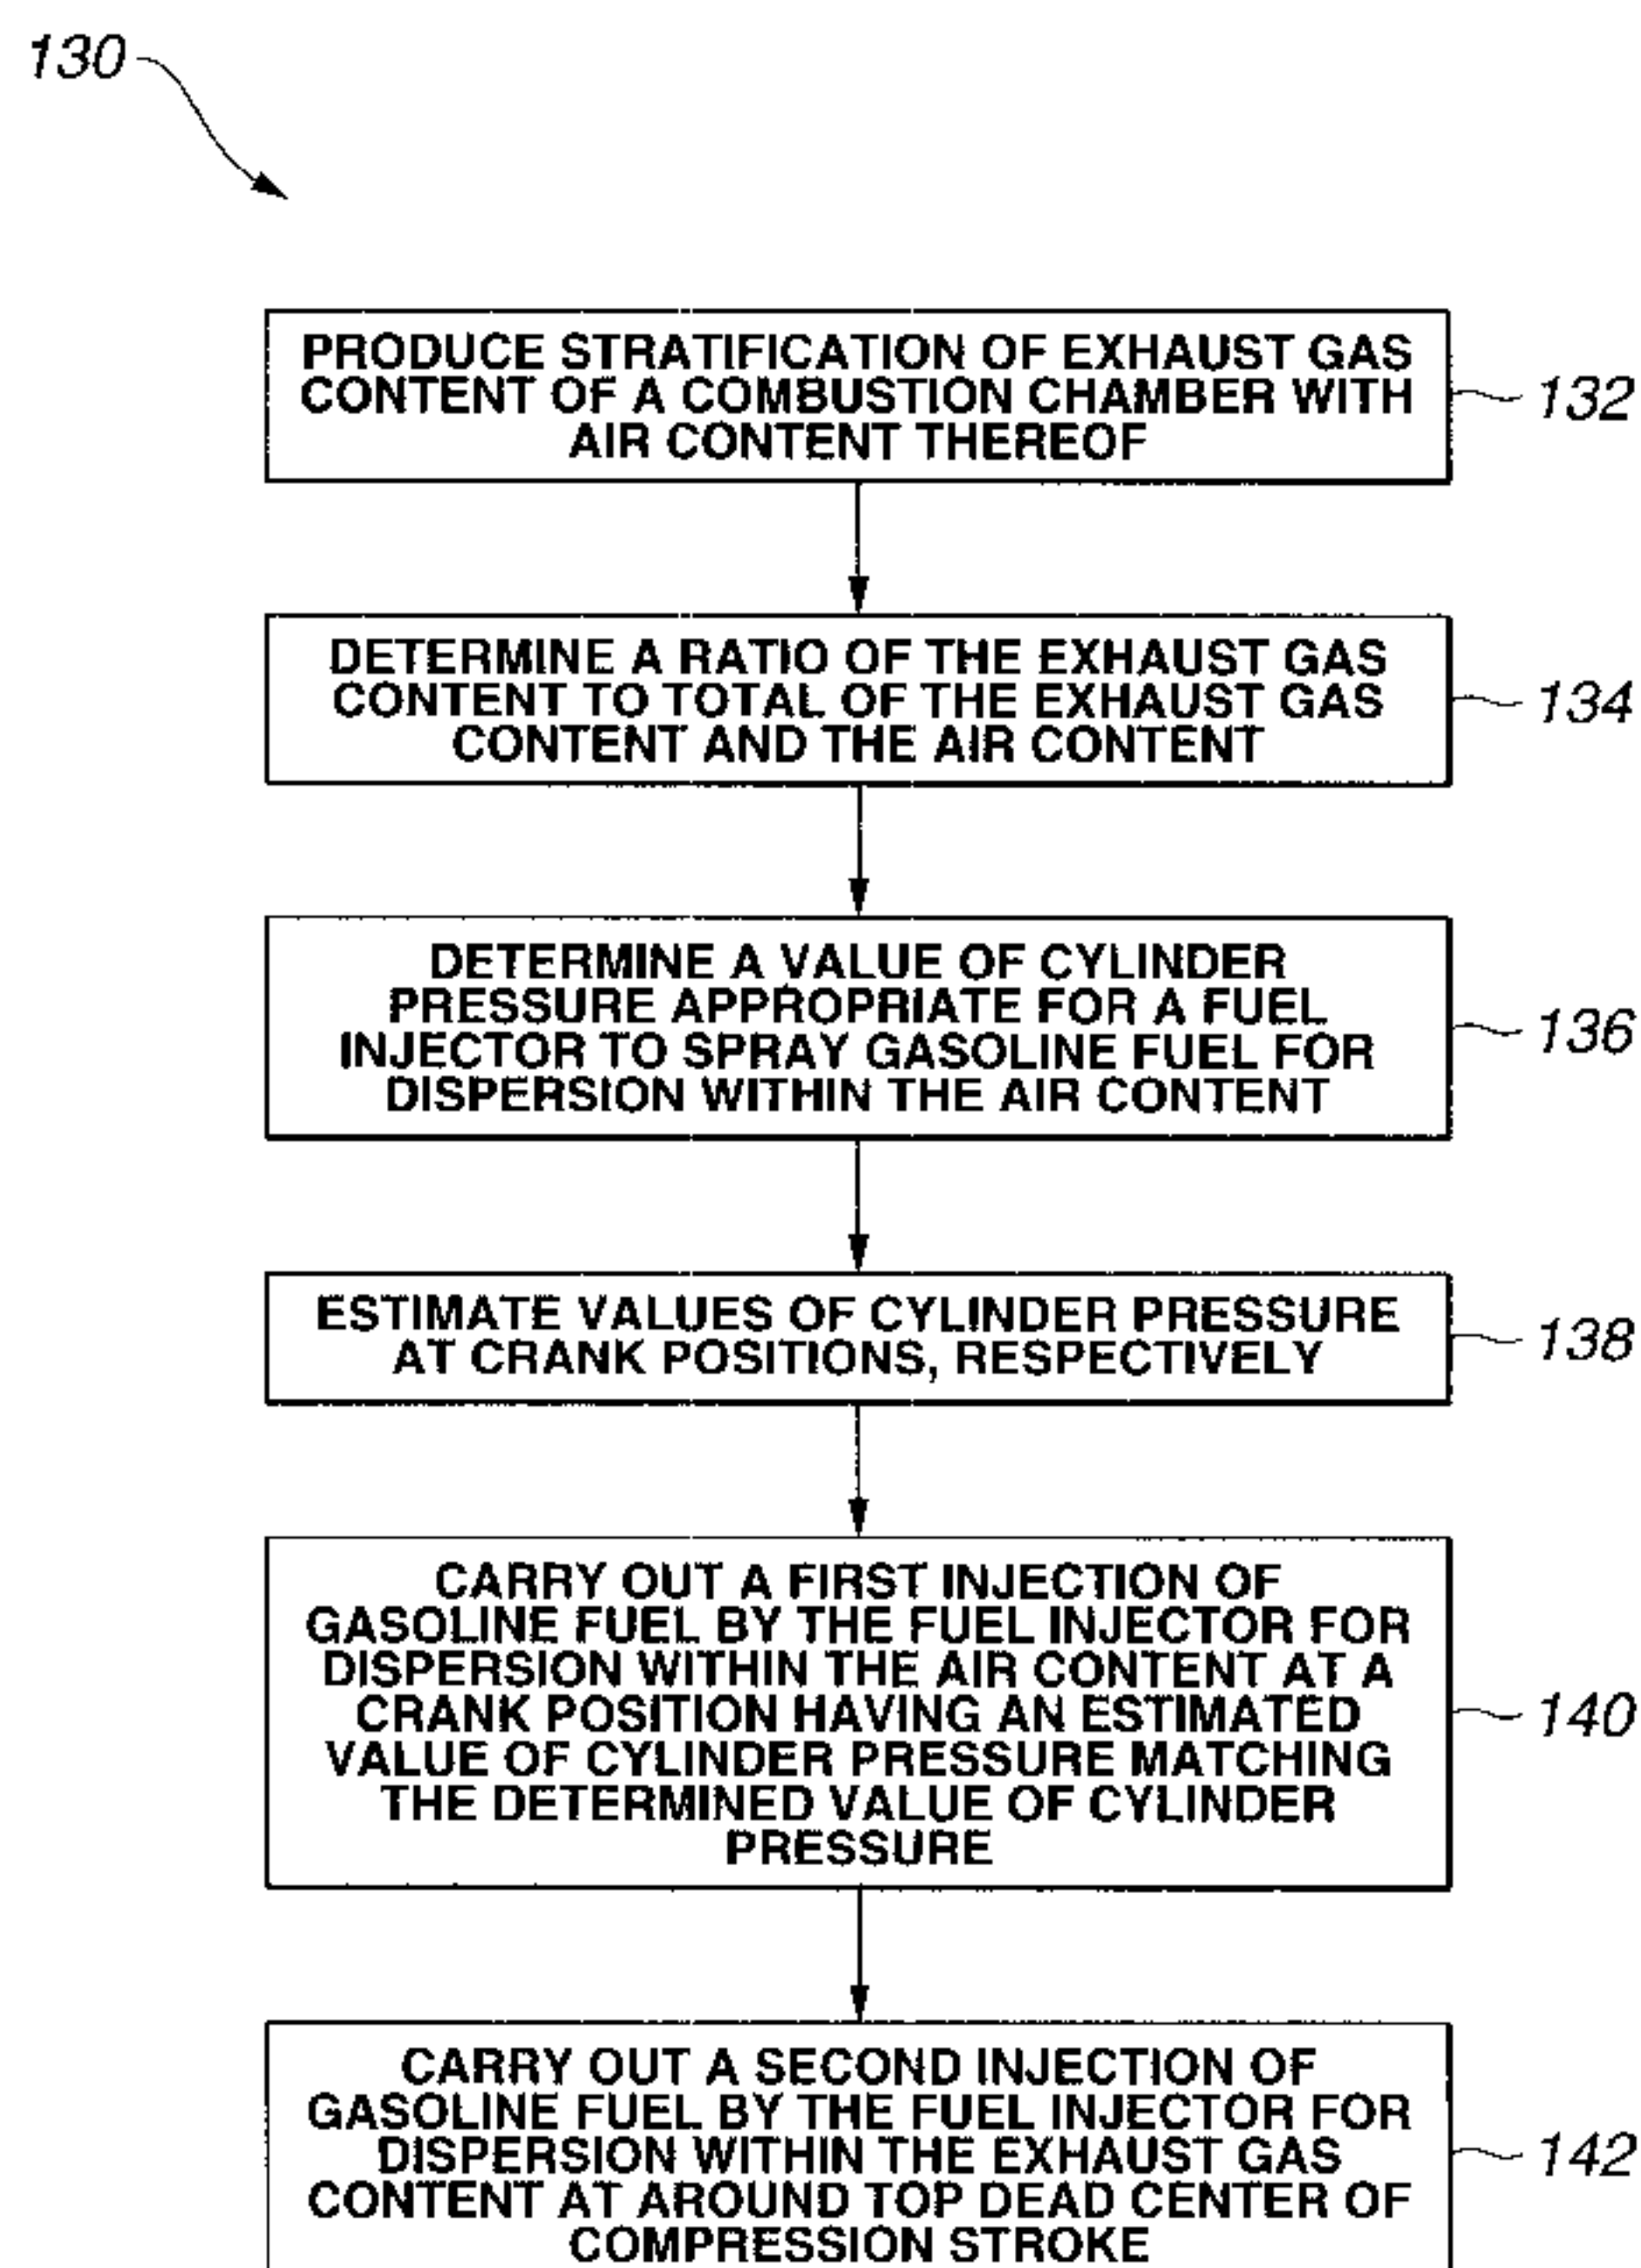 130
PRODUCE STRATIFICATION OF EXHAUST GAS
CONTENT OF A COMBUSTION CHAMBER WITH
AIR CONTENT THEREOF
132
DETERMINE A RATIO OF THE EXHAUST GAS
CONTENT TO TOTAL OF THE EXHAUST GAS
CONTENT AND THE AIR CONTENT
134
DETERMINE A VALUE OF CYLINDER
PRESSURE APPROPRIATE FOR A FUEL
INJECTOR TO SPRAY GASOLINE FUEL FOR
DISPERSION WITHIN THE AIR CONTENT
136
ESTIMATE VALUES OF CYLINDER PRESSURE
AT CRANK POSITIONS, RESPECTIVELY
138
CARRY OUT A FIRST INJECTION OF
GASOLINE FUEL BY THE FUEL INJECTOR FOR
DISPERSION WITHIN THE AIR CONTENT AT A
CRANK POSITION HAVING AN ESTIMATED
VALUE OF CYLINDER PRESSURE MATCHING
THE DETERMINED VALUE OF CYLINDER
PRESSURE
140
CARRY OUT A SECOND INJECTION OF
GASOLINE FUEL BY THE FUEL INJECTOR FOR
DISPERSION WITHIN THE EXHAUST GAS
CONTENT AT AROUND TOP DEAD CENTER OF
COMPRESSION STROKE
142